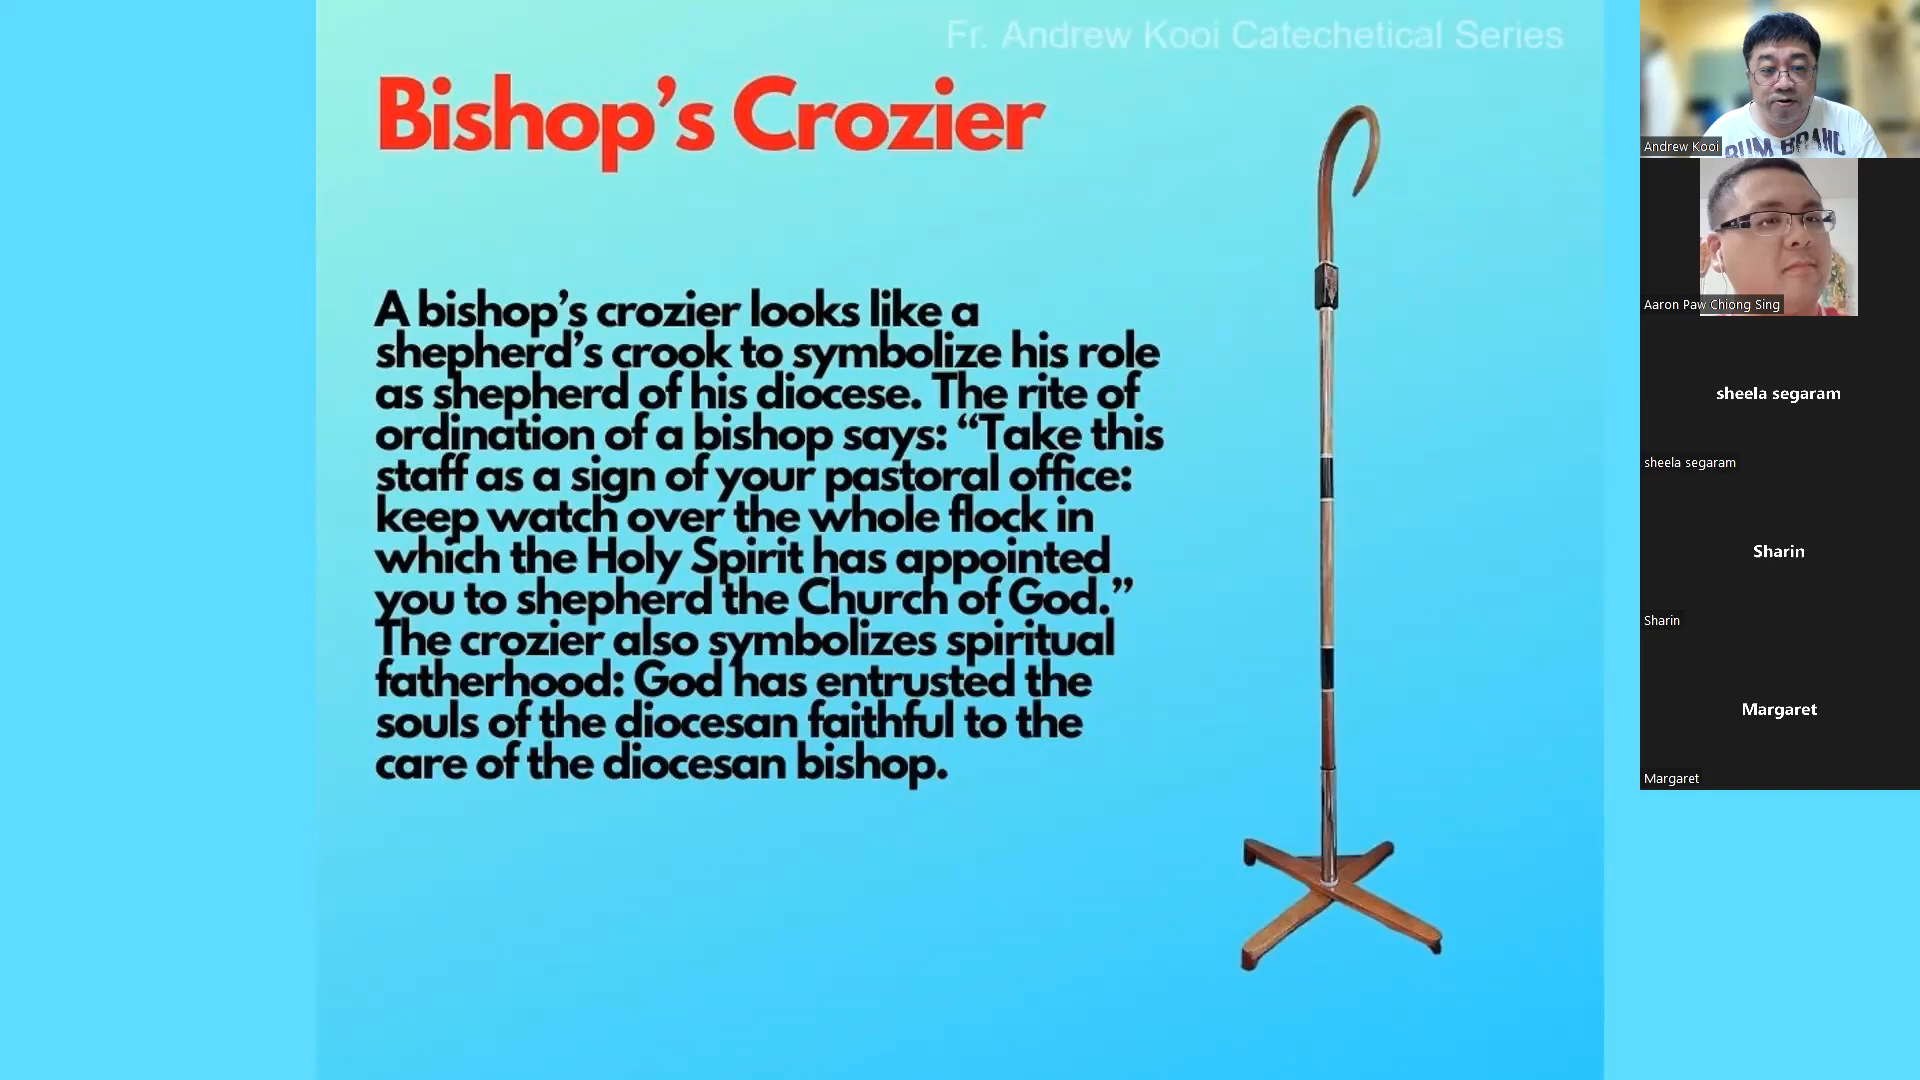 Fr. Andrew Kooi Catechetical Series
Bishop’s Crozier
A bishop’s crozier looks like a
shepherd’s crook to symbolize his role
as shepherd of his diocese. The rite of
ordination of a bishop says: “Take this
staff as a sign of your pastoral office:
keep watch over the whole flock in
which the Holy Spirit has appointed
you to shepherd the Church of God.”
The crozier also symbolizes spiritual
fatherhood: God has entrusted the
souls of the diocesan faithful to the
care of the diocesan bishop.
Andrew Kooi
Aaron Paw Chiong Sing
sheela segaram
sheela segaram
Sharin
Sharin
Margaret
Margaret